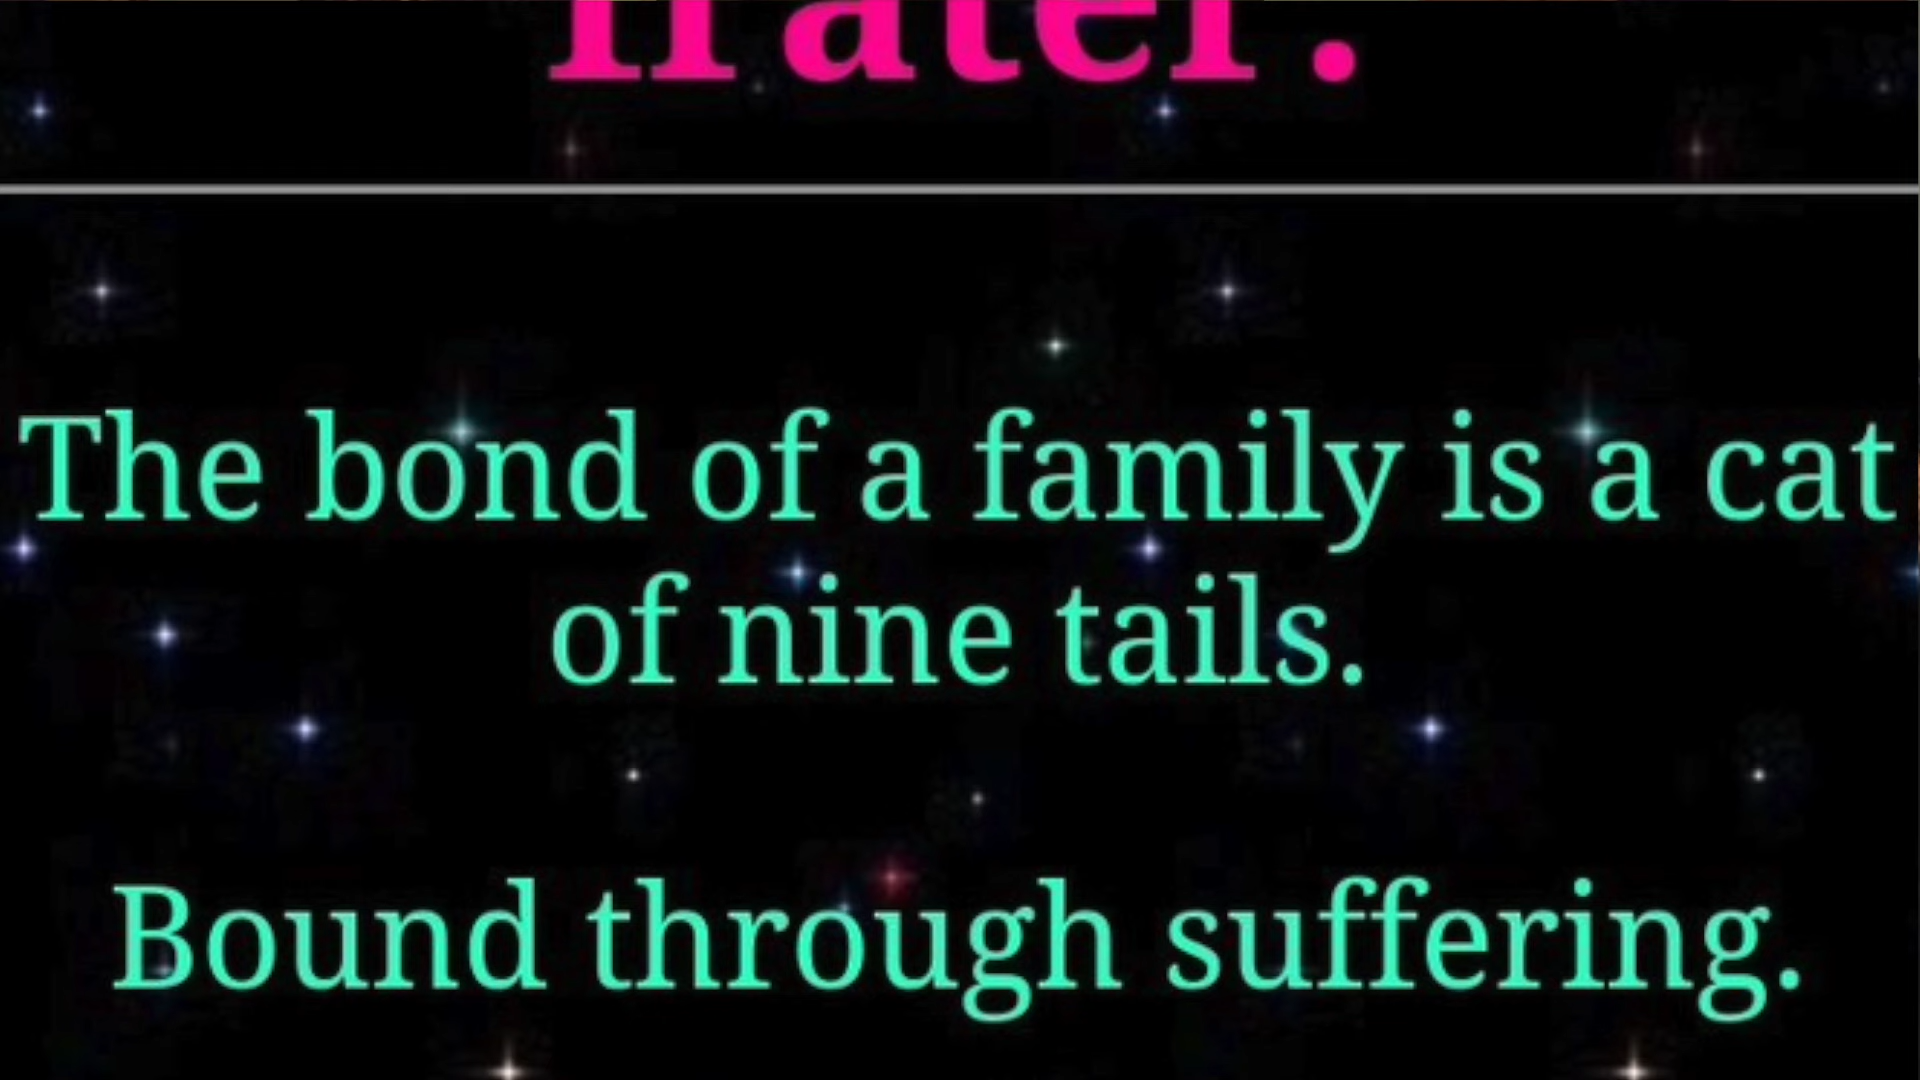 The bond of a family is a cat
of nine tails.
Bound through suffering.